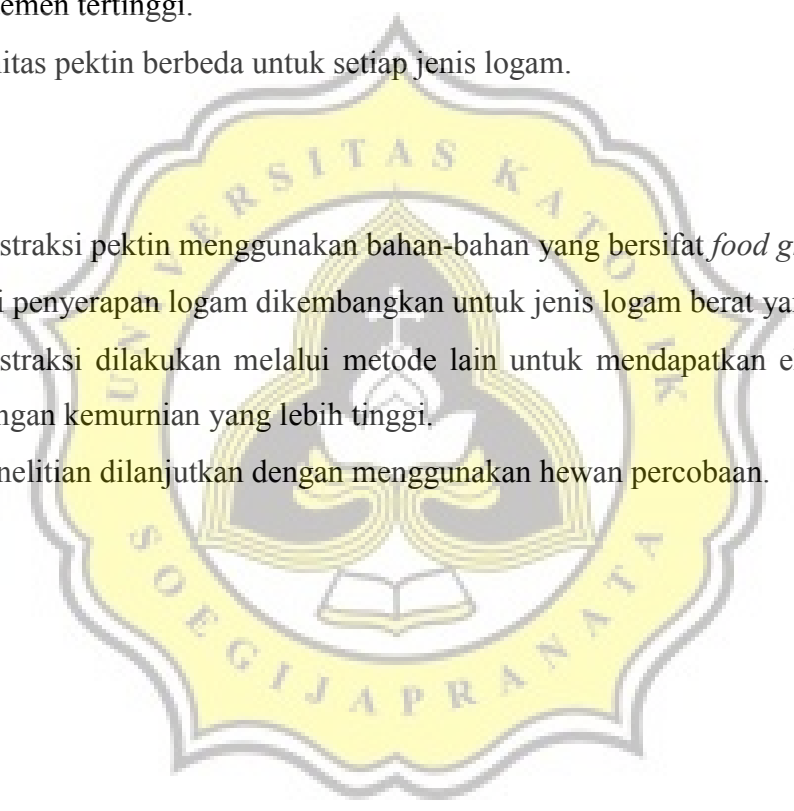 emen tertinggi.
litas pektin berbeda untuk setiap jenis logam.
UNIVERSITAS KATOLIK
straksi pektin menggunakan bahan-bahan yang bersifat food g
i penyerapan logam dikembangkan untuk jenis logam berat ya
straksi dilakukan melalui metode lain untuk mendapatkan e
ngan kemurnian yang lebih tinggi.
nelitian dilanjutkan dengan menggunakan hewan percobaan.
SOEGIJAPRANATA